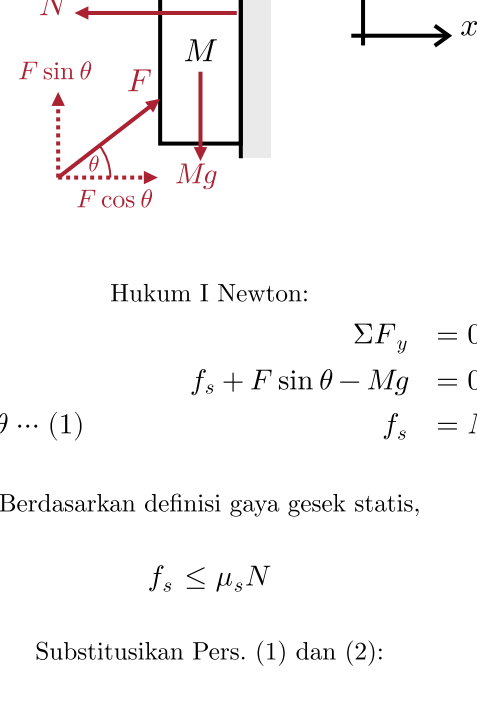 N
x
M
F sin θ
F
θ
Mg
F cos θ
Hukum I Newton:
ΣF_y = 0
f_s + F sin θ − Mg = 0
θ ⋯ (1)
f_s =
Berdasarkan definisi gaya gesek statis,
f_s ≤ μ_s N
Substitusikan Pers. (1) dan (2):